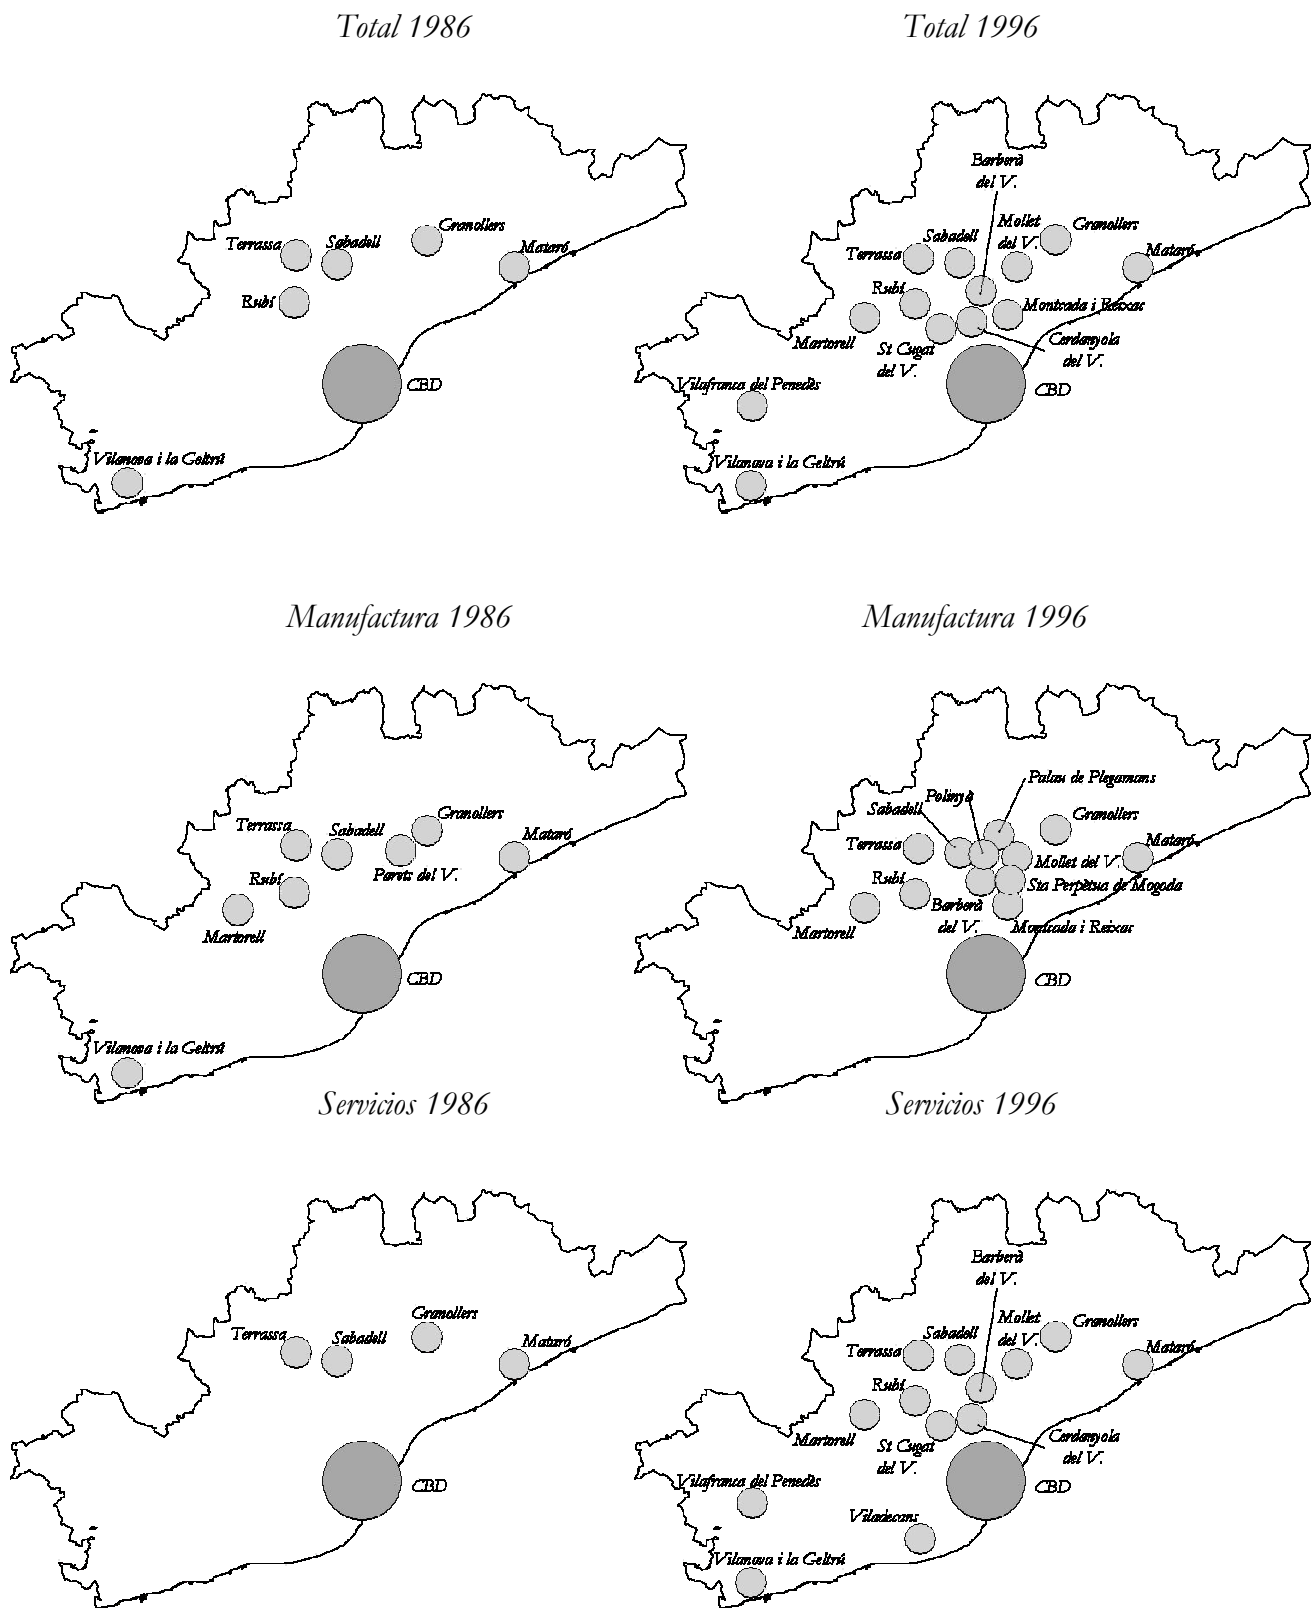 Total 1986
Total 1996
Terrassa
Sabadell
Granollers
Mataró
Rubí
CBD
Vilanova i la Geltrú
Barberà
del V.
Mollet
del V.
Granollers
Sabadell
Terrassa
Mataró
Rubí
Montcada i Reixac
Martorell
St Cugat
del V.
Cerdanyola
del V.
Vilafranca del Penedès
CBD
Vilanova i la Geltrú
Manufactura 1986
Manufactura 1996
Terrassa
Sabadell
Granollers
Mataró
Parets del V.
Rubí
Martorell
CBD
Vilanova i la Geltrú
Palau de Plegamans
Polinyà
Sabadell
Granollers
Terrassa
Mataró
Mollet del V.
Rubí
Sta Perpètua de Mogoda
Barberà
del V.
Montcada i Reixac
Martorell
CBD
Servicios 1986
Servicios 1996
Terrassa
Sabadell
Granollers
Mataró
CBD
Barberà
del V.
Mollet
del V.
Granollers
Sabadell
Terrassa
Mataró
Rubí
Martorell
St Cugat
del V.
Cerdanyola
del V.
Vilafranca del Penedès
CBD
Viladecans
Vilanova i la Geltrú